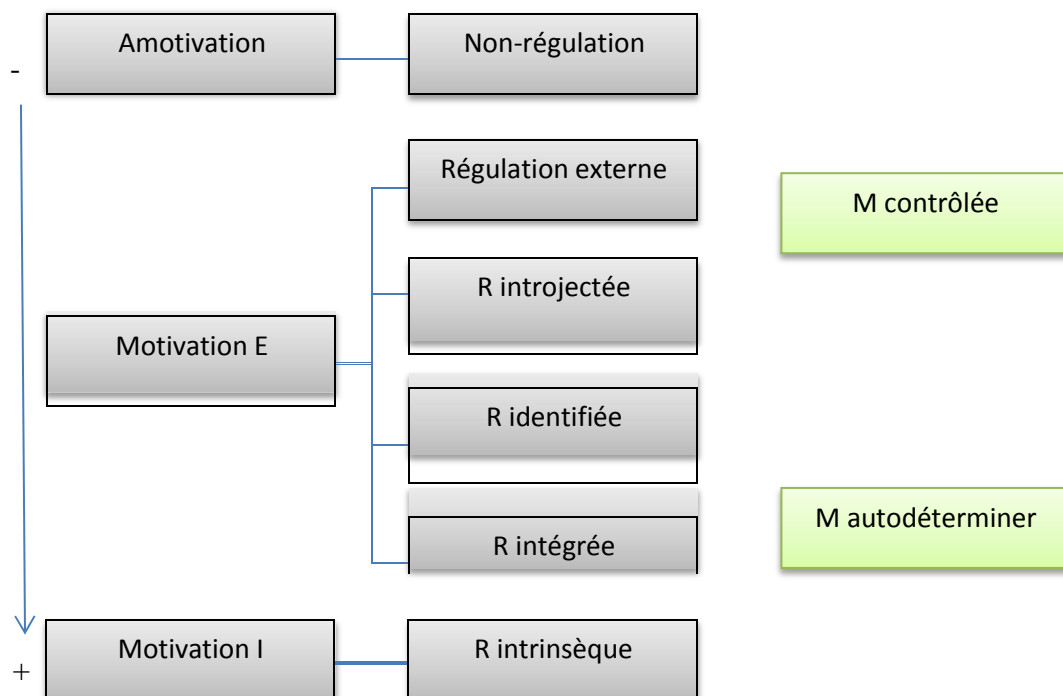 Amotivation
Non-régulation
-
Régulation externe
M contrôlée
R introjectée
Motivation E
R identifiée
M autodéterminer
R intégrée
Motivation I
R intrinsèque
+